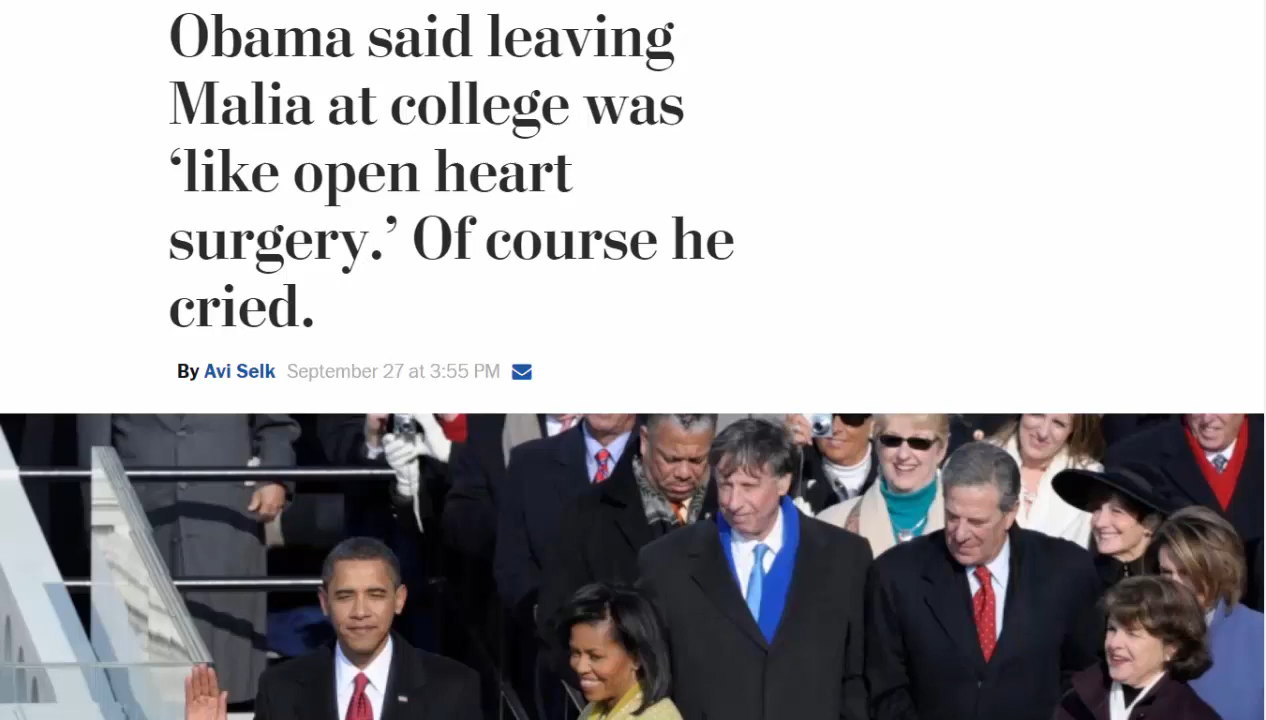 Obama said leaving
Malia at college was
‘like open heart
surgery.’ Of course he
cried.
By Avi Selk September 27 at 3:55 PM